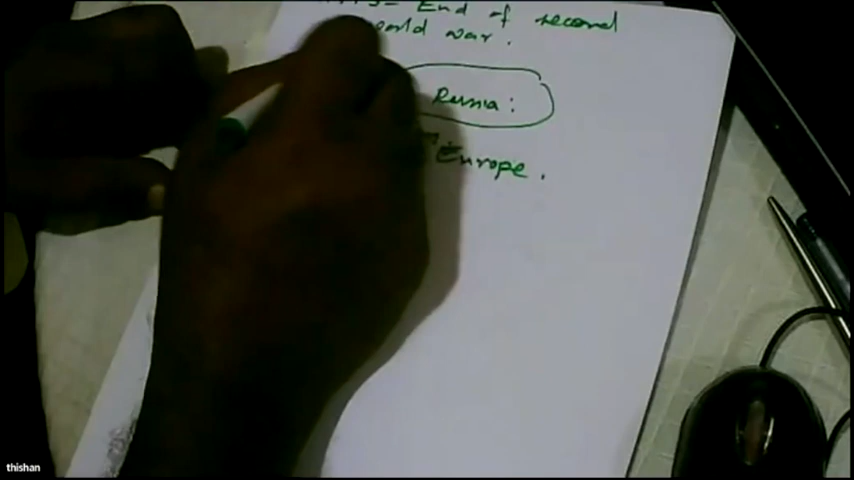 End of second
world war.
Russia:
Europe.
thishan